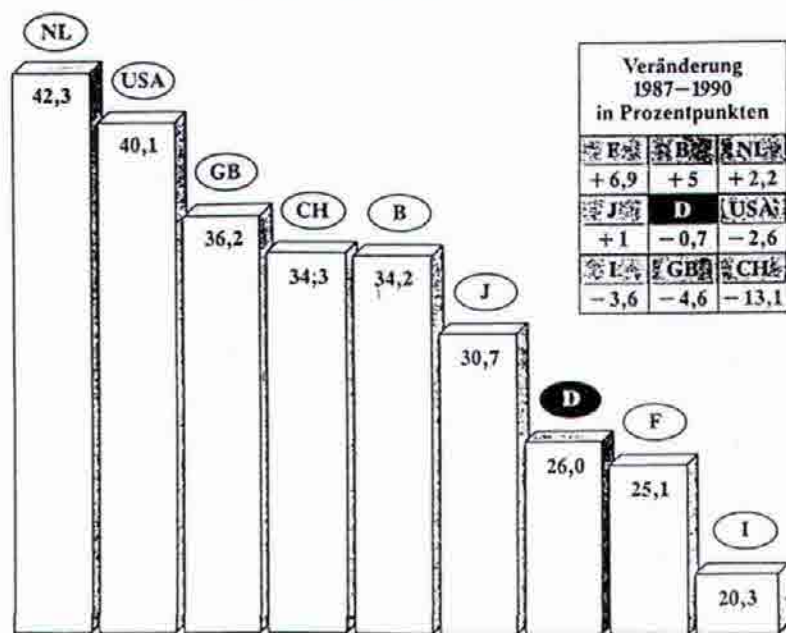 NL
42,3
USA
40,1
GB
36,2
CH
34,3
B
34,2
J
30,7
D
26,0
F
25,1
I
20,3
Veränderung
1987–1990
in Prozentpunkten
F B NL
+6,9 +5 +2,2
J D USA
+1 −0,7 −2,6
I GB CH
−3,6 −4,6 −13,1